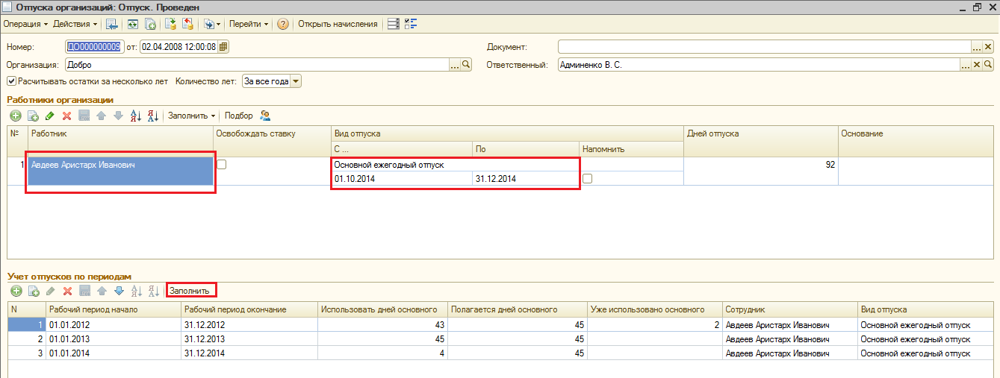 Отпуска организаций: Отпуск. Проведен
Операция Действия Перейти Открыть начисления
Номер: ДО000000009 от: 02.04.2008 12:00:08 Документ:
Организация: Добро Ответственный: Админенко В. С.
Расчитывать остатки за несколько лет Количество лет: За все года
Работники организации
Заполнить Подбор
№ Работник Освобождать ставку Вид отпуска Дней отпуска Основание
С ... По Напомнить
1 Авдеев Аристарх Иванович Основной ежегодный отпуск 92
01.10.2014 31.12.2014
Учет отпусков по периодам
Заполнить
N Рабочий период начало Рабочий период окончание Использовать дней основного Полагается дней основного Уже использовано основного Сотрудник Вид отпуска
1 01.01.2012 31.12.2012 43 45 2 Авдеев Аристарх Иванович Основной ежегодный отпуск
2 01.01.2013 31.12.2013 45 45 Авдеев Аристарх Иванович Основной ежегодный отпуск
3 01.01.2014 31.12.2014 4 45 Авдеев Аристарх Иванович Основной ежегодный отпуск